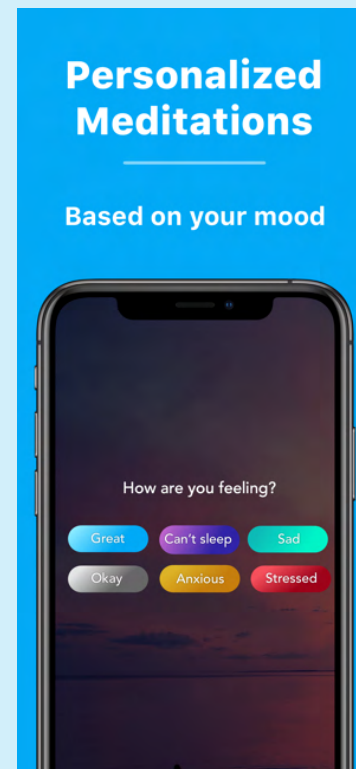 Personalized
Meditations
Based on your mood
How are you feeling?
Great
Can't sleep
Sad
Okay
Anxious
Stressed